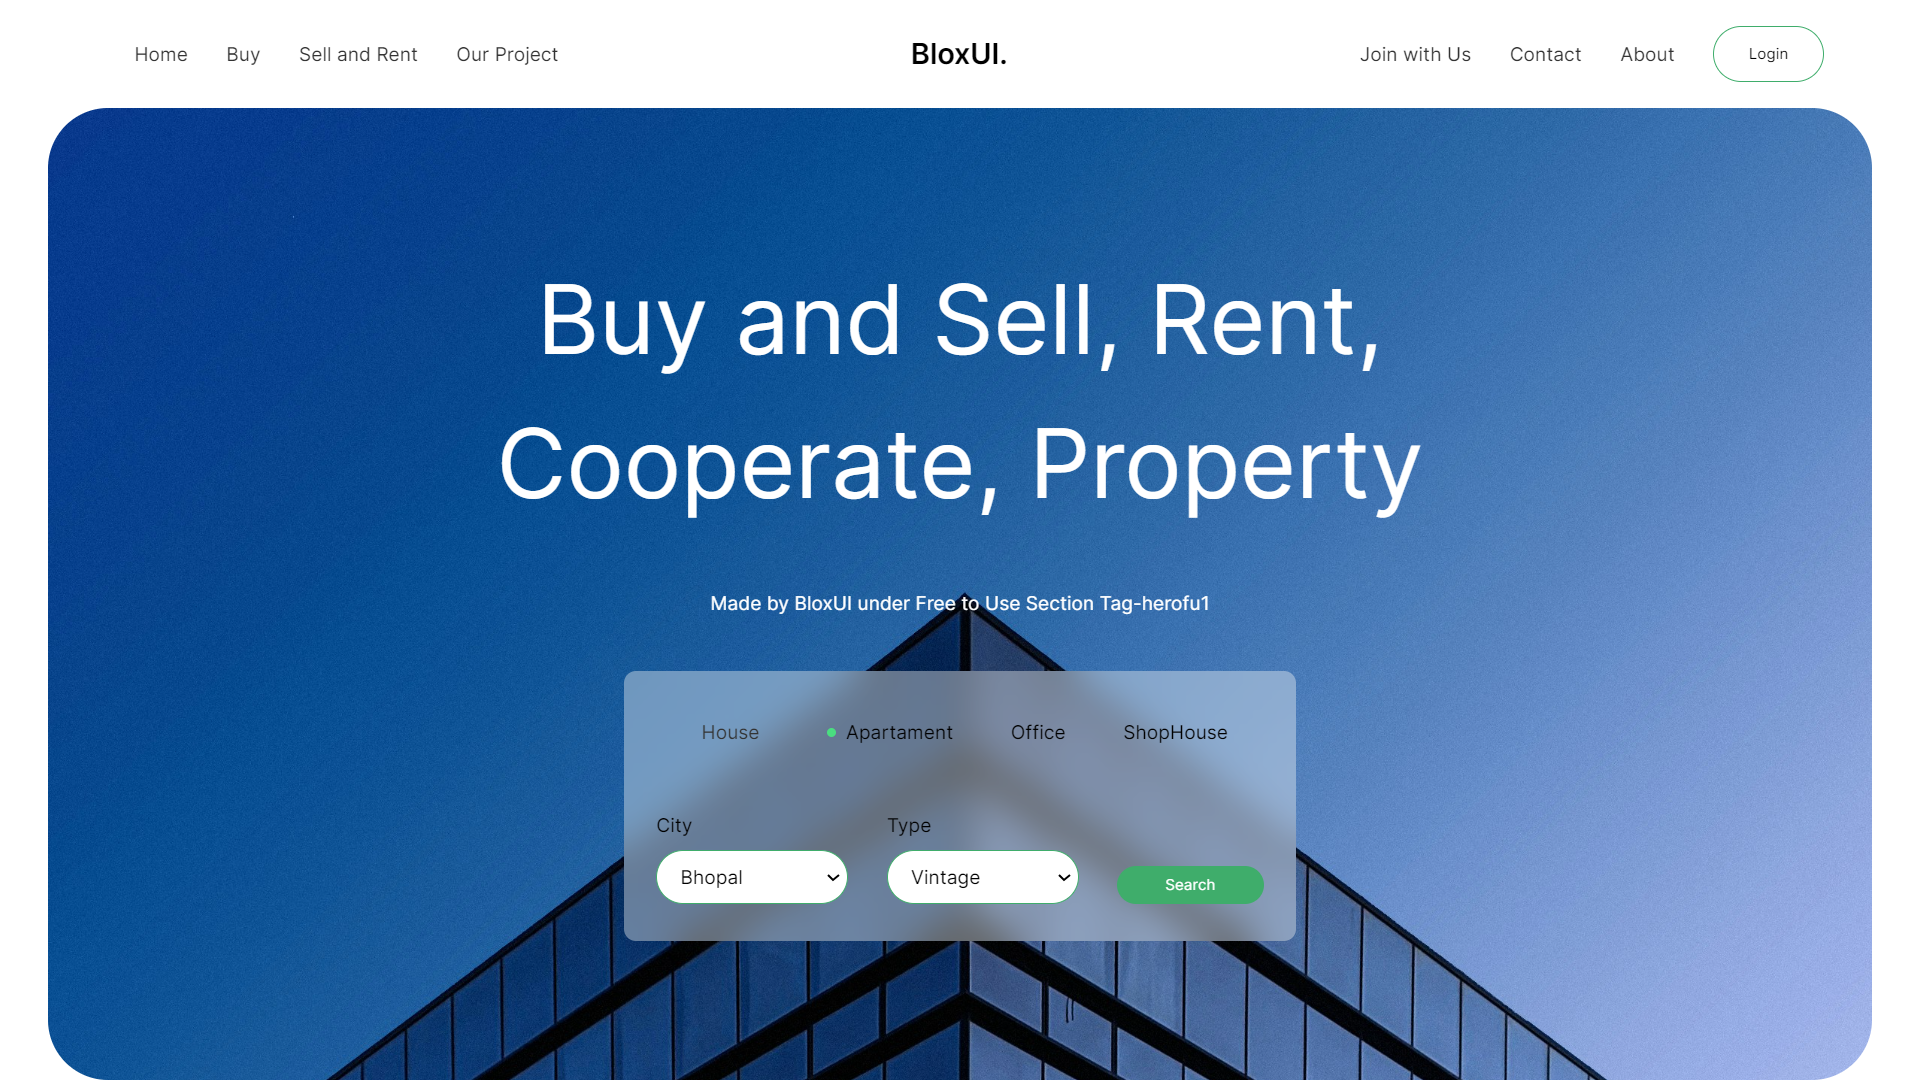 Home Buy Sell and Rent Our Project BloxUI. Join with Us Contact About Login
Buy and Sell, Rent,
Cooperate, Property
Made by BloxUI under Free to Use Section Tag-herofu1
House Apartament Office ShopHouse
City Type
Bhopal Vintage Search